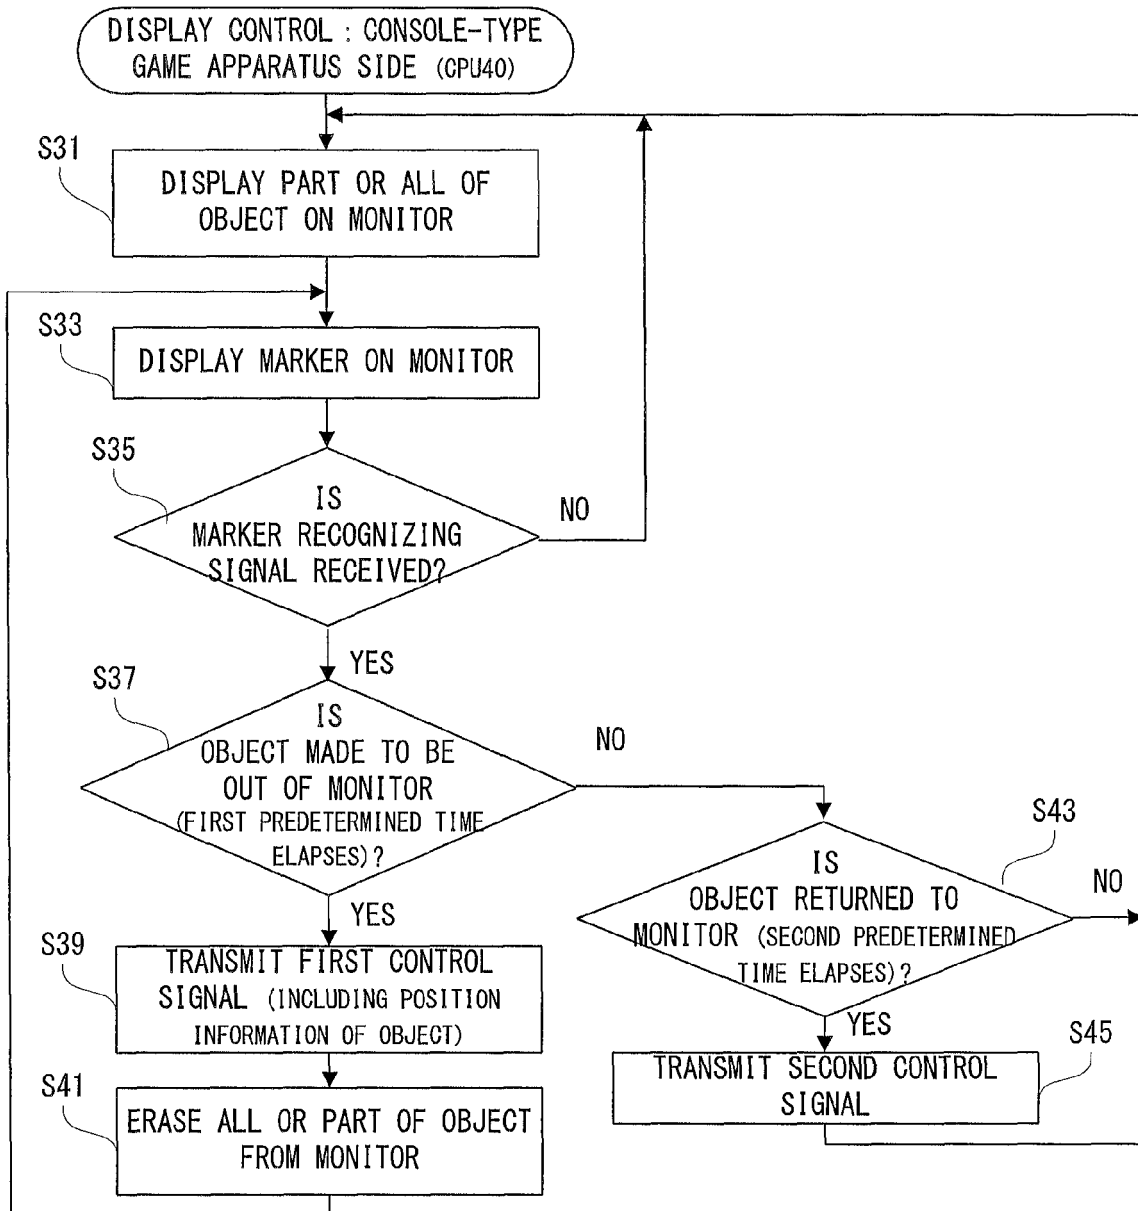 DISPLAY CONTROL : CONSOLE-TYPE
GAME APPARATUS SIDE (CPU40)
S31
DISPLAY PART OR ALL OF
OBJECT ON MONITOR
S33
DISPLAY MARKER ON MONITOR
S35
IS
MARKER RECOGNIZING
SIGNAL RECEIVED?
NO
YES
S37
IS
OBJECT MADE TO BE
OUT OF MONITOR
(FIRST PREDETERMINED TIME
ELAPSES)?
NO
YES
S43
IS
OBJECT RETURNED TO
MONITOR (SECOND PREDETERMINED
TIME ELAPSES)?
NO
YES
S39
TRANSMIT FIRST CONTROL
SIGNAL (INCLUDING POSITION
INFORMATION OF OBJECT)
S45
TRANSMIT SECOND CONTROL
SIGNAL
S41
ERASE ALL OR PART OF OBJECT
FROM MONITOR